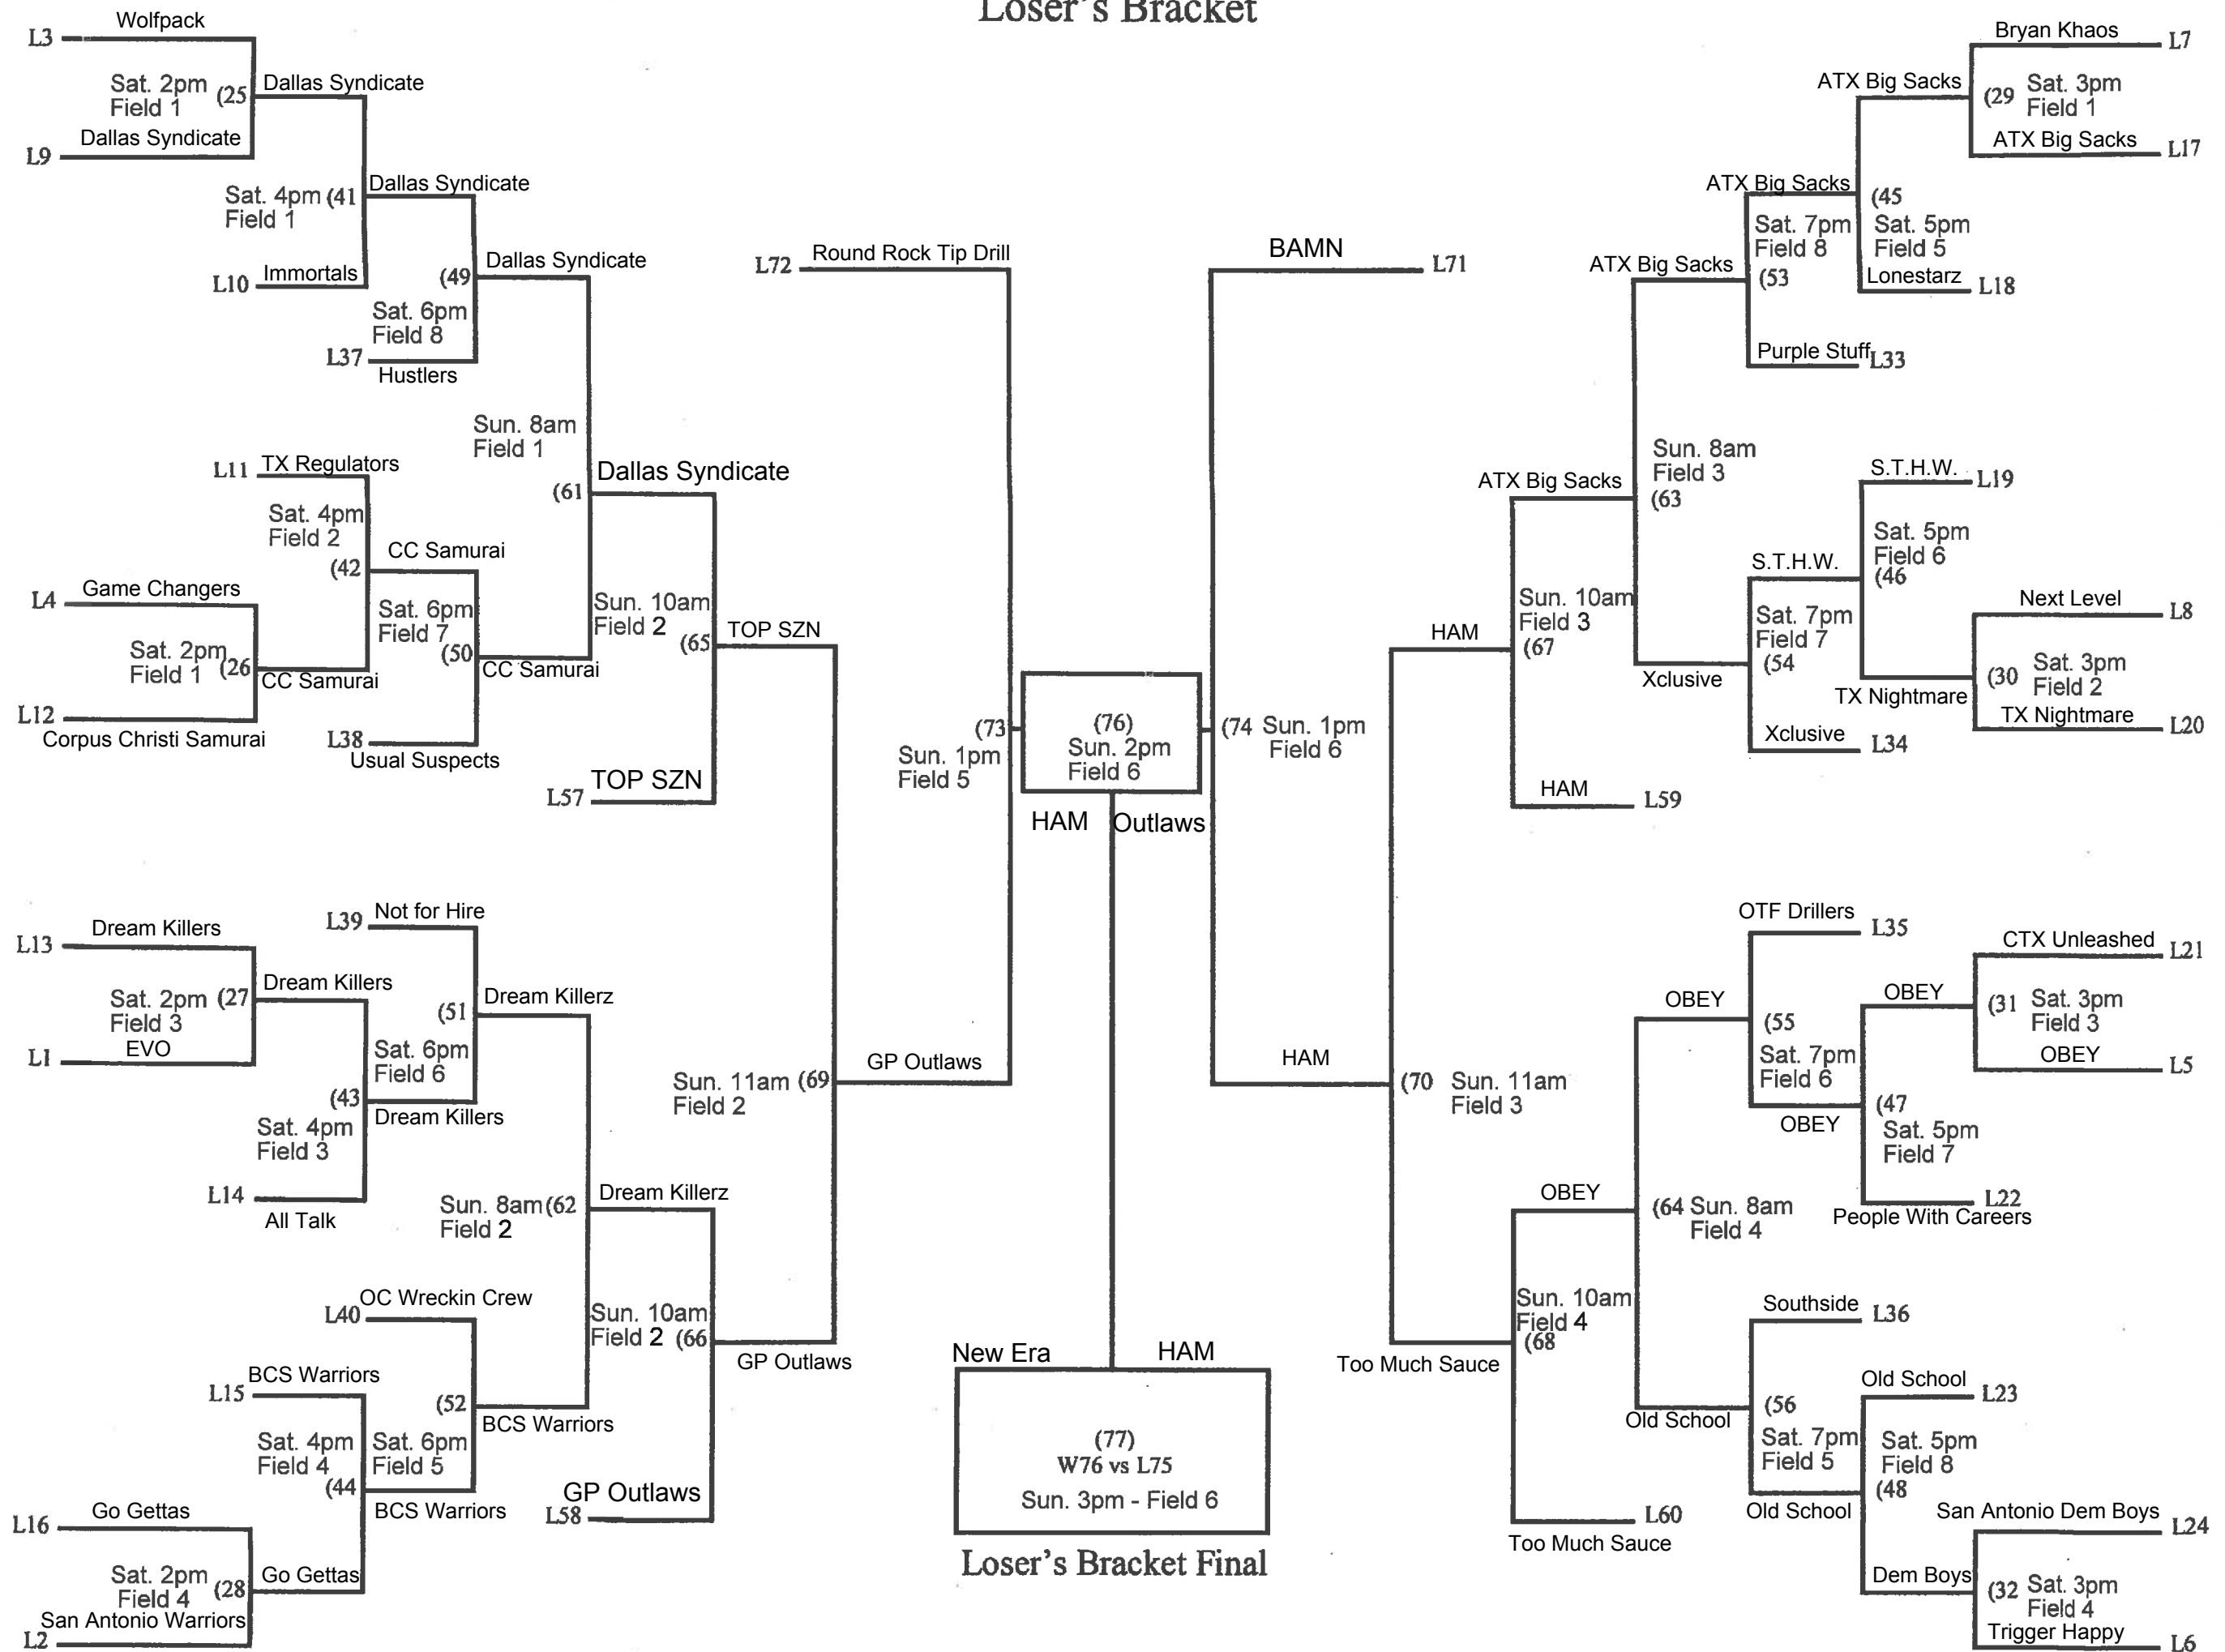 Loser's Bracket
Wolfpack
L3
Sat. 2pm
Field 1
(25
Dallas Syndicate
Dallas Syndicate
L9
Sat. 4pm
Field 1
(41
Dallas Syndicate
L10
Immortals
(49
Dallas Syndicate
Sat. 6pm
Field 8
L37
Hustlers
Sun. 8am
Field 1
L11
TX Regulators
(61
Dallas Syndicate
Sat. 4pm
Field 2
(42
CC Samurai
Game Changers
L4
Sat. 2pm
Field 1
(26
CC Samurai
L12
Corpus Christi Samurai
Sat. 6pm
Field 7
(50
CC Samurai
L38
Usual Suspects
Sun. 10am
Field 2
(65
TOP SZN
TOP SZN
L57
L13
Dream Killers
L39
Not for Hire
Sat. 2pm
Field 3
(27
Dream Killers
EVO
L1
(51
Dream Killerz
Sat. 6pm
Field 6
(43
Dream Killers
Sat. 4pm
Field 3
L14
All Talk
Sun. 8am
Field 2
(62
Dream Killerz
OC Wreckin Crew
L40
BCS Warriors
L15
(52
BCS Warriors
Sat. 4pm
Field 4
(44
Sat. 6pm
Field 5
BCS Warriors
Go Gettas
L16
Sat. 2pm
Field 4
(28
Go Gettas
San Antonio Warriors
L2
Sun. 10am
Field 2
(66
GP Outlaws
GP Outlaws
L58
Sun. 11am
Field 2
(69
GP Outlaws
L72
Round Rock Tip Drill
(73
Sun. 1pm
Field 5
(76)
Sun. 2pm
Field 6
HAM
Outlaws
BAMN
L71
(74
Sun. 1pm
Field 6
HAM
(70
Sun. 11am
Field 3
New Era
HAM
(77)
W76 vs L75
Sun. 3pm - Field 6
Loser's Bracket Final
Bryan Khaos
L7
ATX Big Sacks
(29
Sat. 3pm
Field 1
ATX Big Sacks
L17
ATX Big Sacks
(45
Sat. 5pm
Field 5
Lonestarz
L18
Sat. 7pm
Field 8
(53
ATX Big Sacks
Purple Stuff
L33
Sun. 8am
Field 3
(63
ATX Big Sacks
S.T.H.W.
L19
Sat. 5pm
Field 6
(46
S.T.H.W.
Next Level
L8
Sat. 3pm
Field 2
(30
TX Nightmare
TX Nightmare
L20
Sat. 7pm
Field 7
(54
Xclusive
Xclusive
L34
Sun. 10am
Field 3
(67
HAM
HAM
L59
OTF Drillers
L35
CTX Unleashed
L21
OBEY
(31
Sat. 3pm
Field 3
OBEY
L5
OBEY
(55
Sat. 7pm
Field 6
OBEY
(47
Sat. 5pm
Field 7
L22
People With Careers
OBEY
(64
Sun. 8am
Field 4
Sun. 10am
Field 4
(68
Too Much Sauce
Southside
L36
Old School
L23
Old School
(56
Sat. 7pm
Field 5
Sat. 5pm
Field 8
(48
Old School
San Antonio Dem Boys
L24
Dem Boys
(32
Sat. 3pm
Field 4
Trigger Happy
L6
L60
Too Much Sauce